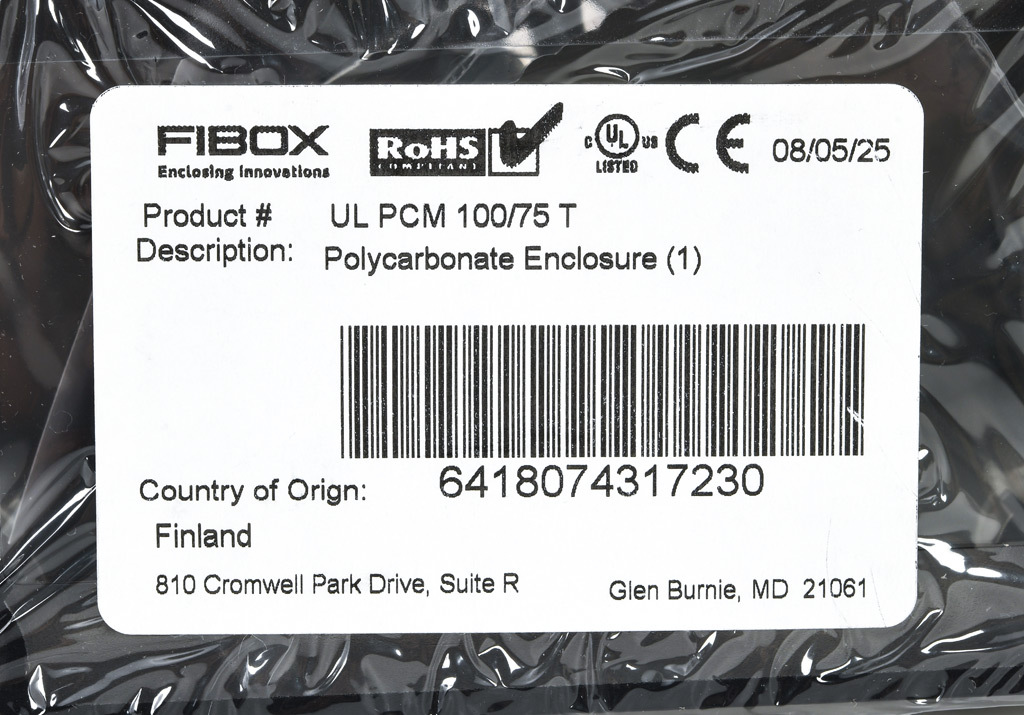 FIBOX
Enclosing Innovations
RoHS
COMPLIANT
C UL US
LISTED
CE
08/05/25
Product # UL PCM 100/75 T
Description: Polycarbonate Enclosure (1)
6418074317230
Country of Orign:
Finland
810 Cromwell Park Drive, Suite R Glen Burnie, MD 21061